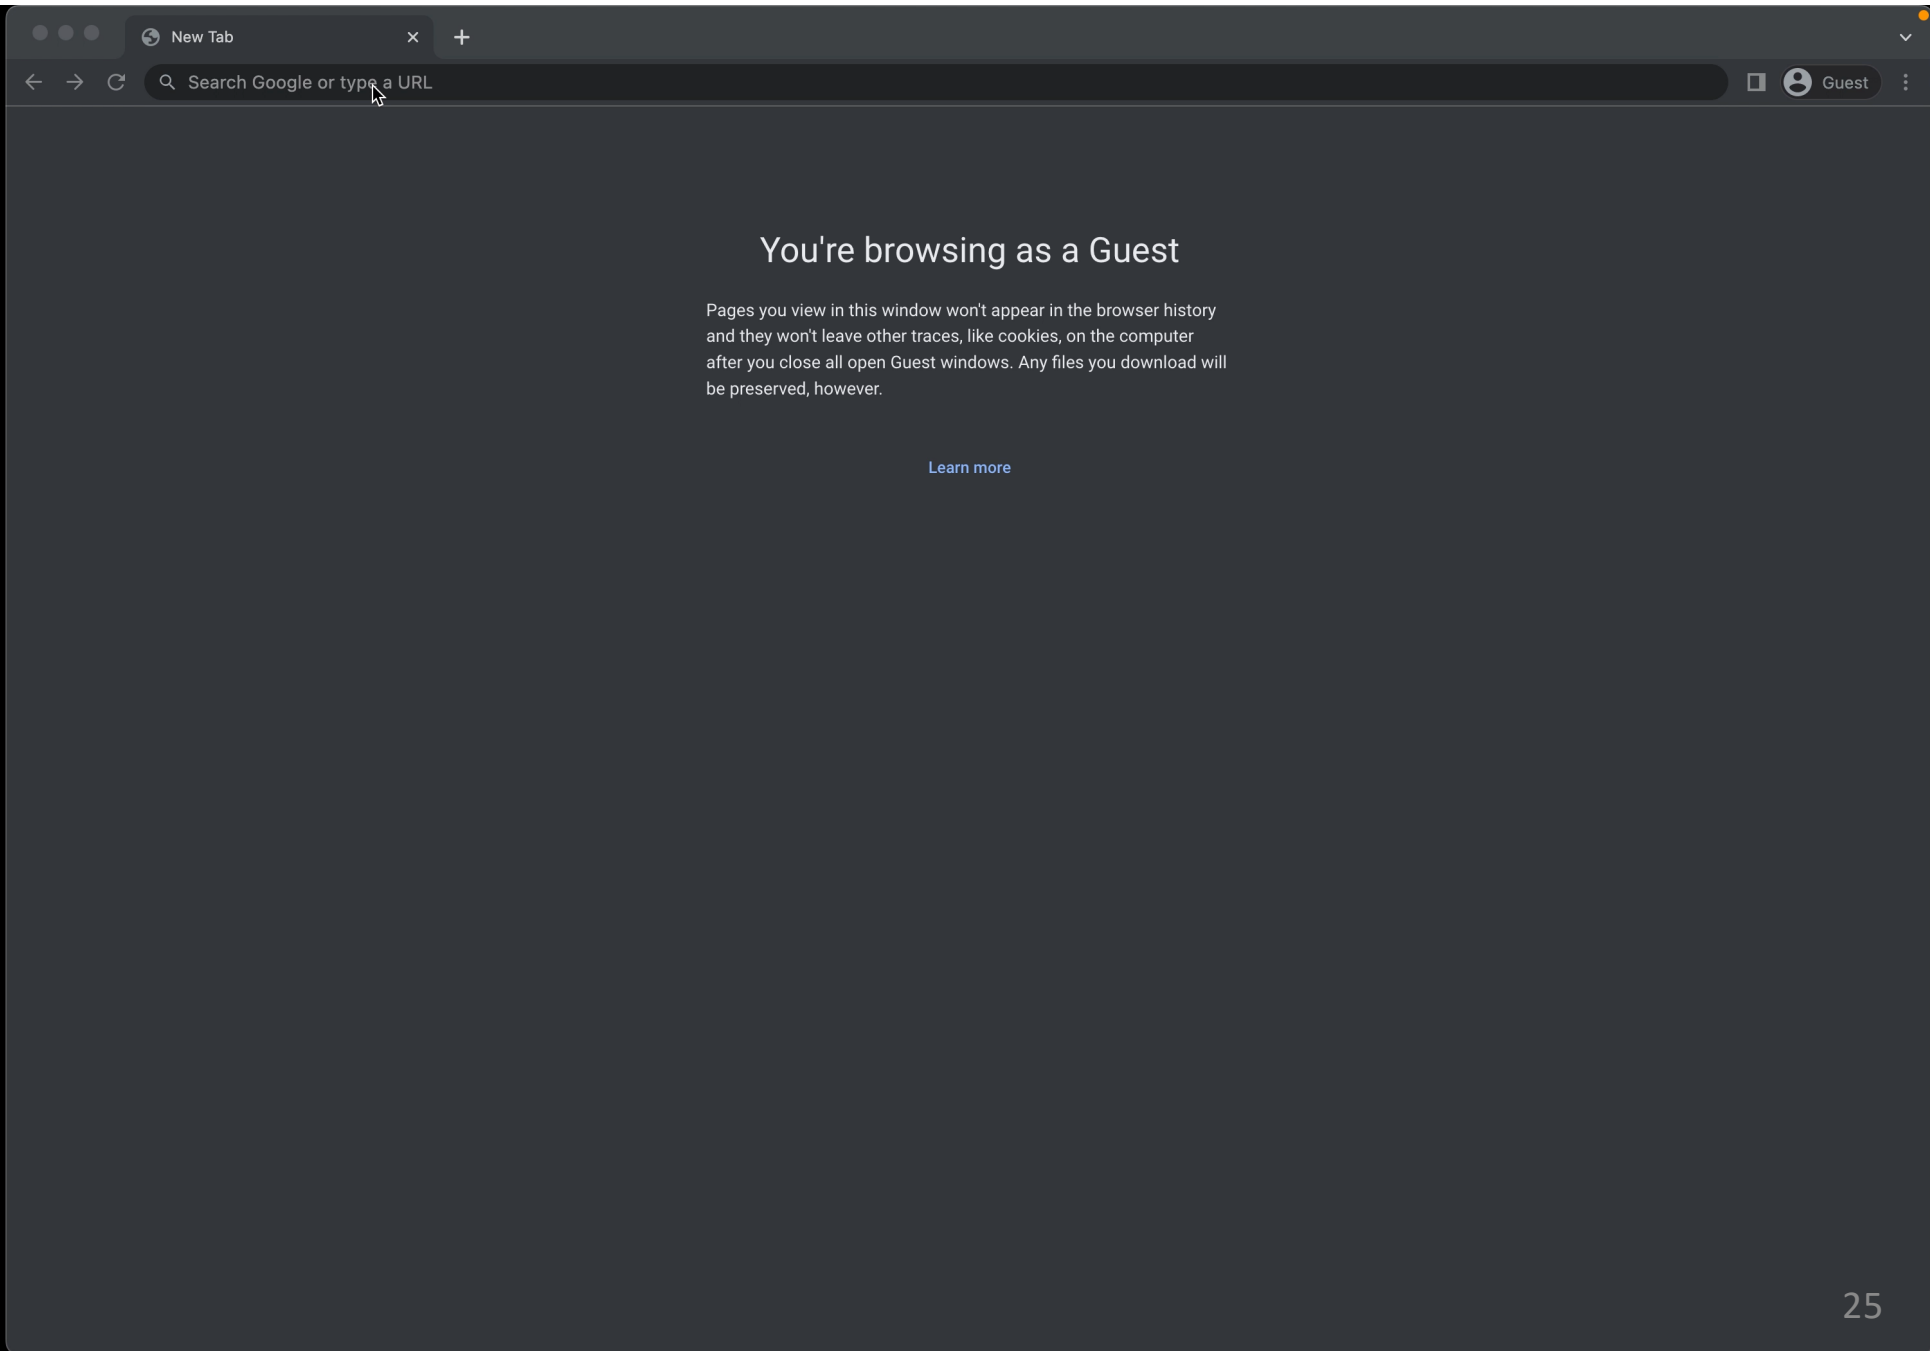 New Tab
Search Google or type a URL
Guest
You're browsing as a Guest
Pages you view in this window won't appear in the browser history
and they won't leave other traces, like cookies, on the computer
after you close all open Guest windows. Any files you download will
be preserved, however.
Learn more
25